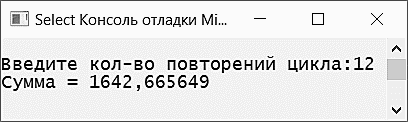 Select Консоль отладки Mi...
Введите кол-во повторений цикла:12
Сумма = 1642,665649